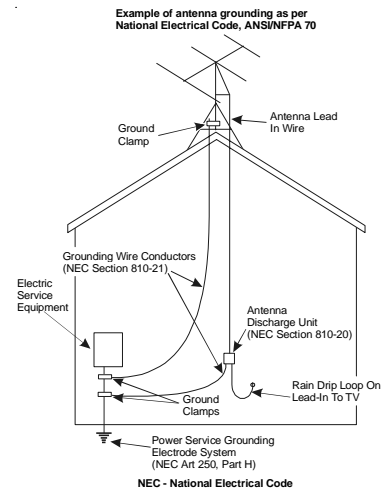 Example of antenna grounding as per
National Electrical Code, ANSI/NFPA 70
Antenna Lead
In Wire
Ground
Clamp
Grounding Wire Conductors
(NEC Section 810-21)
Electric
Service
Equipment
Antenna
Discharge Unit
(NEC Section 810-20)
Rain Drip Loop On
Lead-In To TV
Ground
Clamps
Power Service Grounding
Electrode System
(NEC Art 250, Part H)
NEC - National Electrical Code